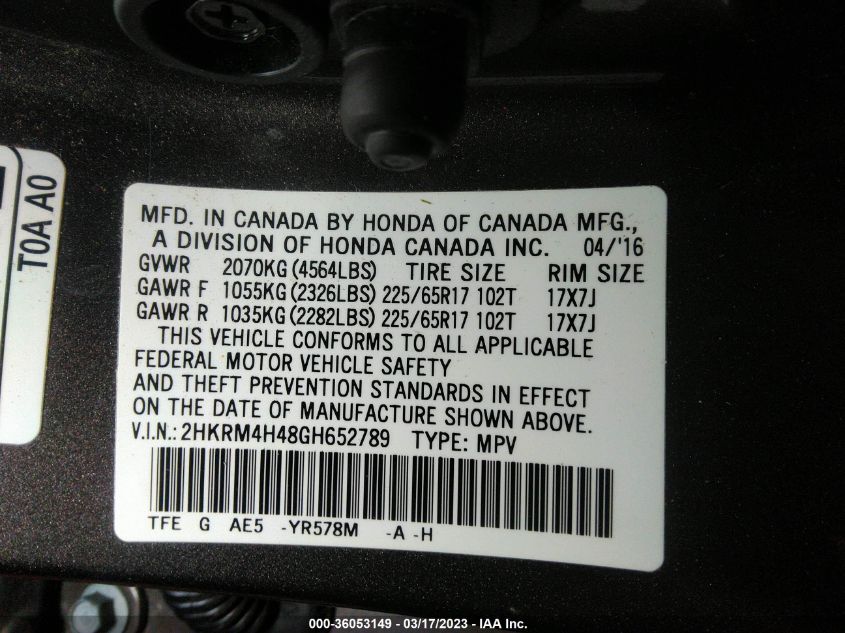 T0A A0
MFD. IN CANADA BY HONDA OF CANADA MFG.,
A DIVISION OF HONDA CANADA INC. 04/'16
GVWR 2070KG (4564LBS) TIRE SIZE RIM SIZE
GAWR F 1055KG (2326LBS) 225/65R17 102T 17X7J
GAWR R 1035KG (2282LBS) 225/65R17 102T 17X7J
THIS VEHICLE CONFORMS TO ALL APPLICABLE
FEDERAL MOTOR VEHICLE SAFETY
AND THEFT PREVENTION STANDARDS IN EFFECT
ON THE DATE OF MANUFACTURE SHOWN ABOVE.
V.I.N.: 2HKRM4H48GH652789 TYPE: MPV
TFE G AE5 -YR578M -A -H
000-36053149 - 03/17/2023 - IAA Inc.